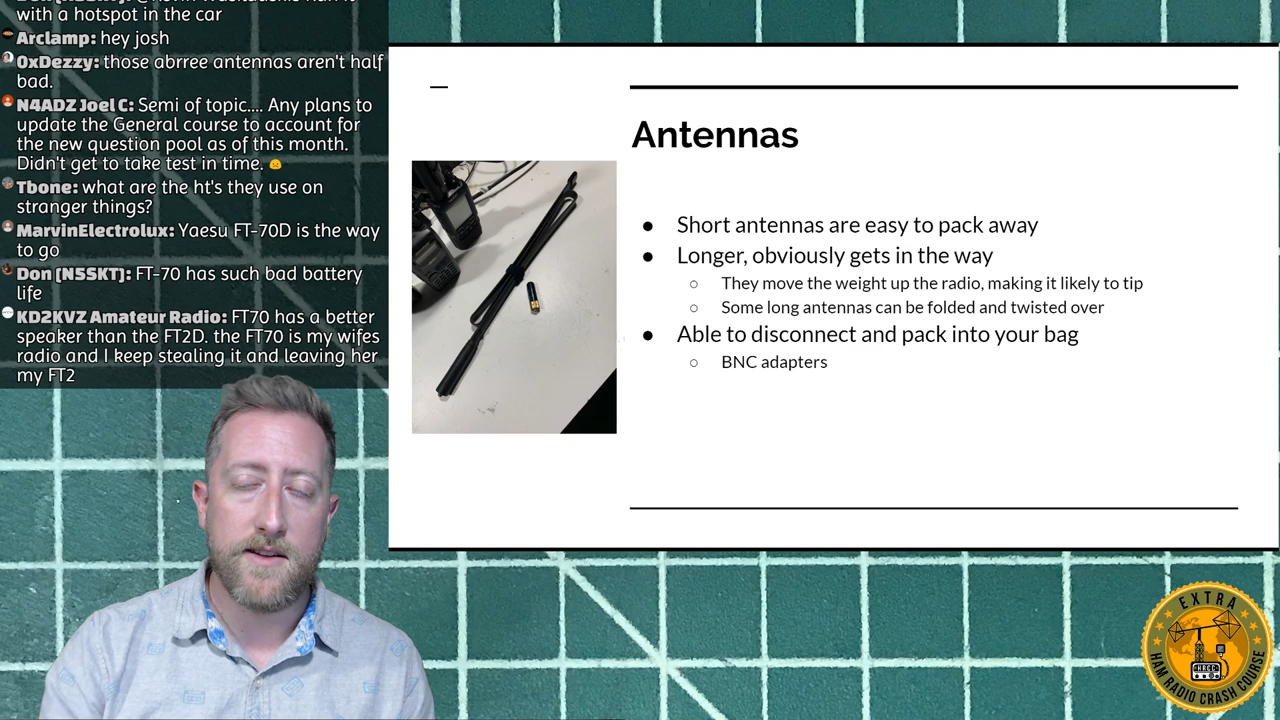 with a hotspot in the car
Arclamp: hey josh
0xDezzy: those abrree antennas aren't half
bad.
N4ADZ Joel C: Semi of topic.... Any plans to
update the General course to account for
the new question pool as of this month.
Didn't get to take test in time.
Tbone: what are the ht's they use on
stranger things?
MarvinElectrolux: Yaesu FT-70D is the way
to go
Don (N5SKT): FT-70 has such bad battery
life
KD2KVZ Amateur Radio: FT70 has a better
speaker than the FT2D. the FT70 is my wifes
radio and I keep stealing it and leaving her
my FT2
Antennas
● Short antennas are easy to pack away
● Longer, obviously gets in the way
○ They move the weight up the radio, making it likely to tip
○ Some long antennas can be folded and twisted over
● Able to disconnect and pack into your bag
○ BNC adapters
EXTRA
HRCC
HAM RADIO CRASH COURSE